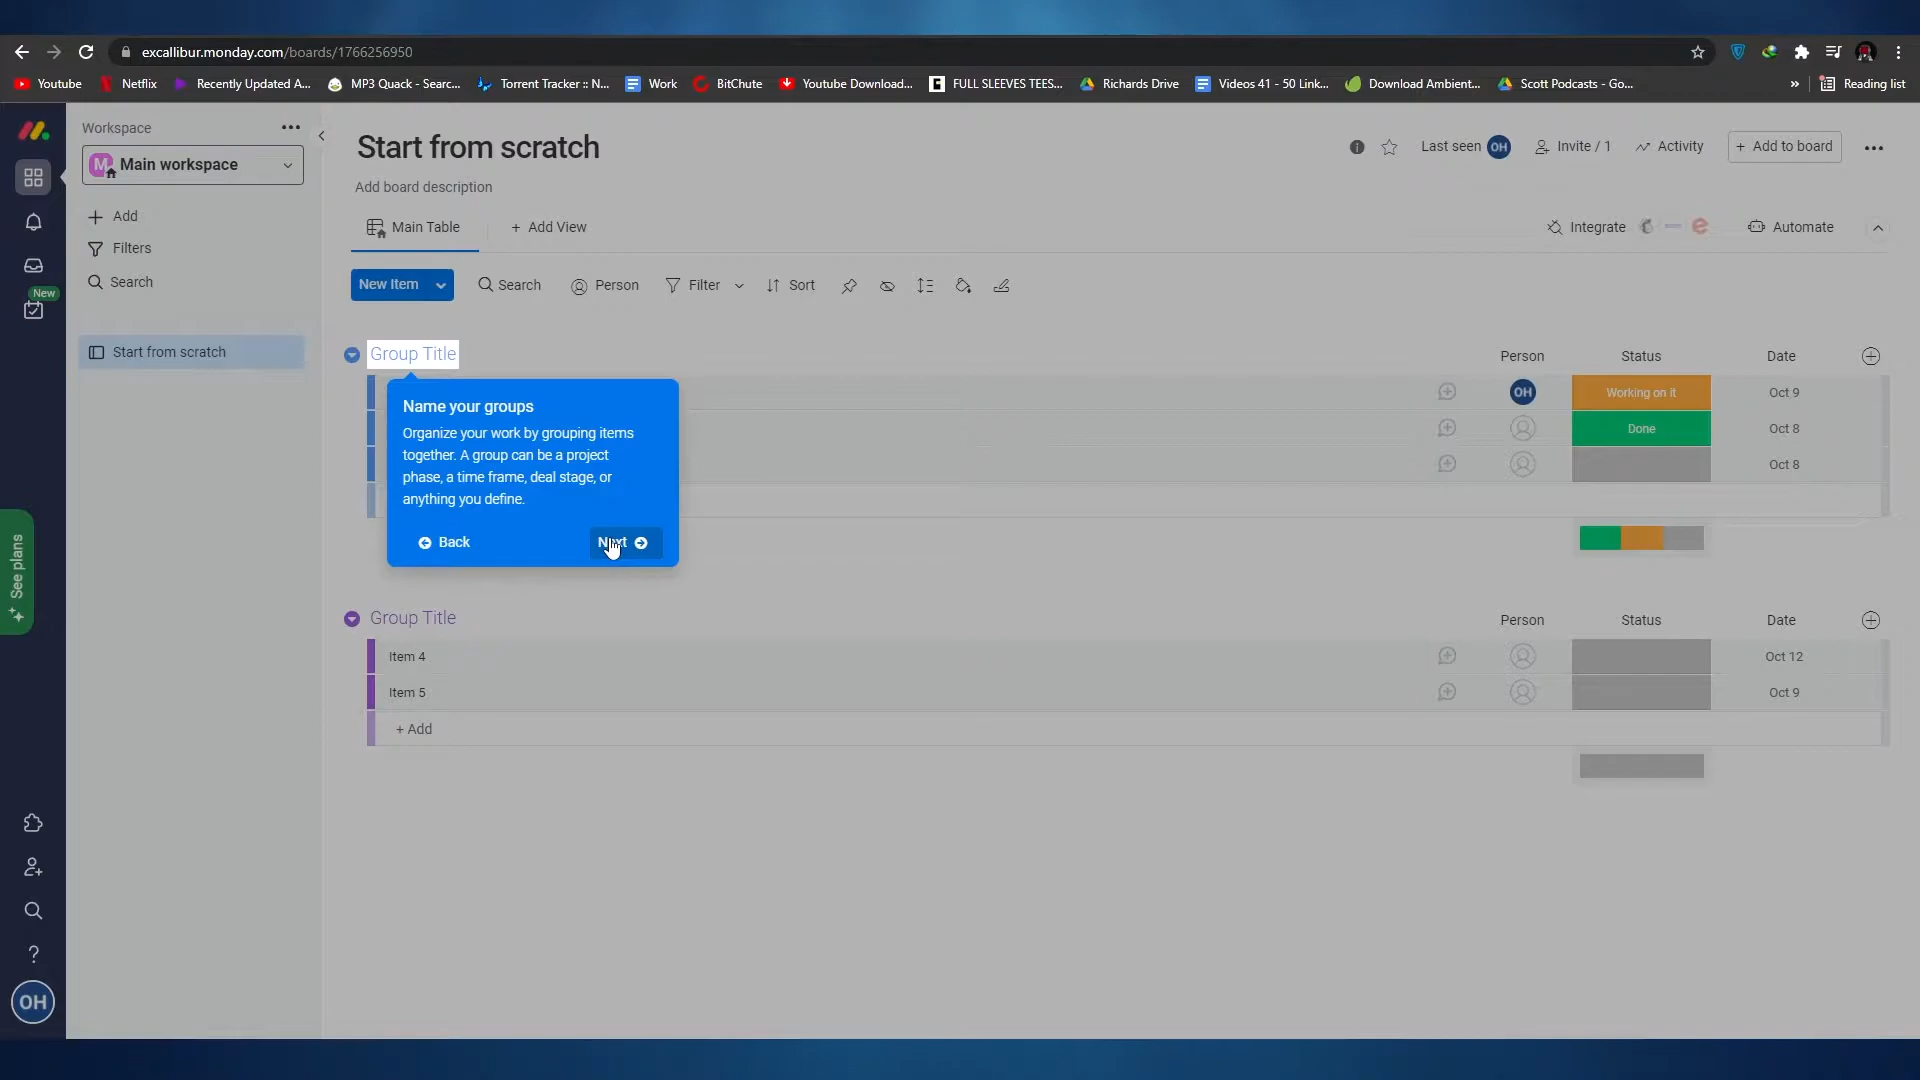 excallibur.monday.com/boards/1766256950
Youtube
Netflix
Recently Updated A...
MP3 Quack - Searc...
Torrent Tracker :: N...
Work
BitChute
Youtube Download...
FULL SLEEVES TEES...
Richards Drive
Videos 41 - 50 Link...
Download Ambient...
Scott Podcasts - Go...
»
Reading list
Workspace
M Main workspace
+ Add
Filters
Search
New
Start from scratch
See plans
OH
Start from scratch
Add board description
Last seen OH
Invite / 1
Activity
+ Add to board
Main Table
+ Add View
Integrate
Automate
New Item
Search
Person
Filter
Sort
Group Title
Person
Status
Date
OH
Working on it
Oct 9
Done
Oct 8
Oct 8
Name your groups
Organize your work by grouping items
together. A group can be a project
phase, a time frame, deal stage, or
anything you define.
Back
Next
Group Title
Person
Status
Date
Item 4
Oct 12
Item 5
Oct 9
+ Add